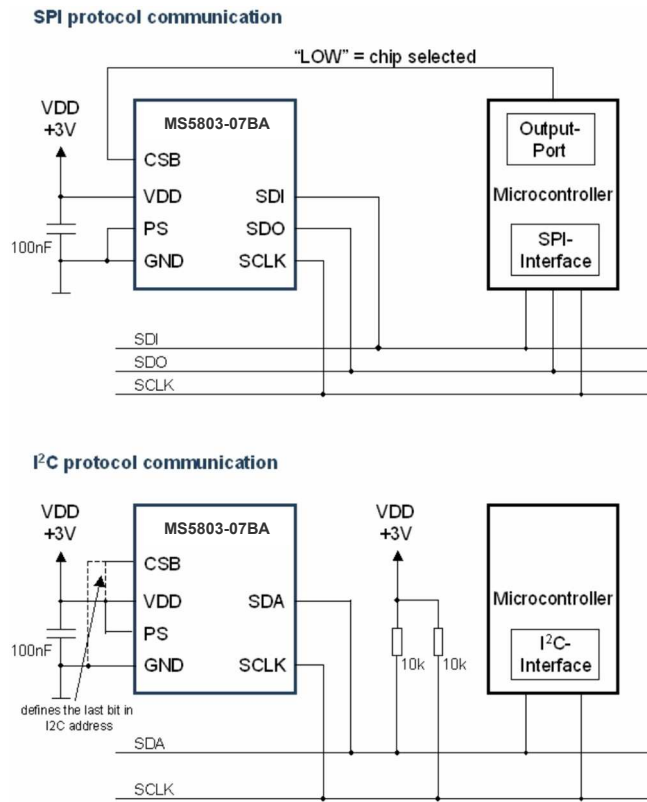 SPI protocol communication
"LOW" = chip selected
VDD
+3V
MS5803-07BA
CSB
VDD
PS
GND
SDI
SDO
SCLK
100nF
Output-
Port
Microcontroller
SPI-
Interface
SDI
SDO
SCLK
I²C protocol communication
VDD
+3V
MS5803-07BA
CSB
VDD
PS
GND
SDA
SCLK
100nF
defines the last bit in
I2C address
VDD
+3V
10k
10k
Microcontroller
I²C-
Interface
SDA
SCLK